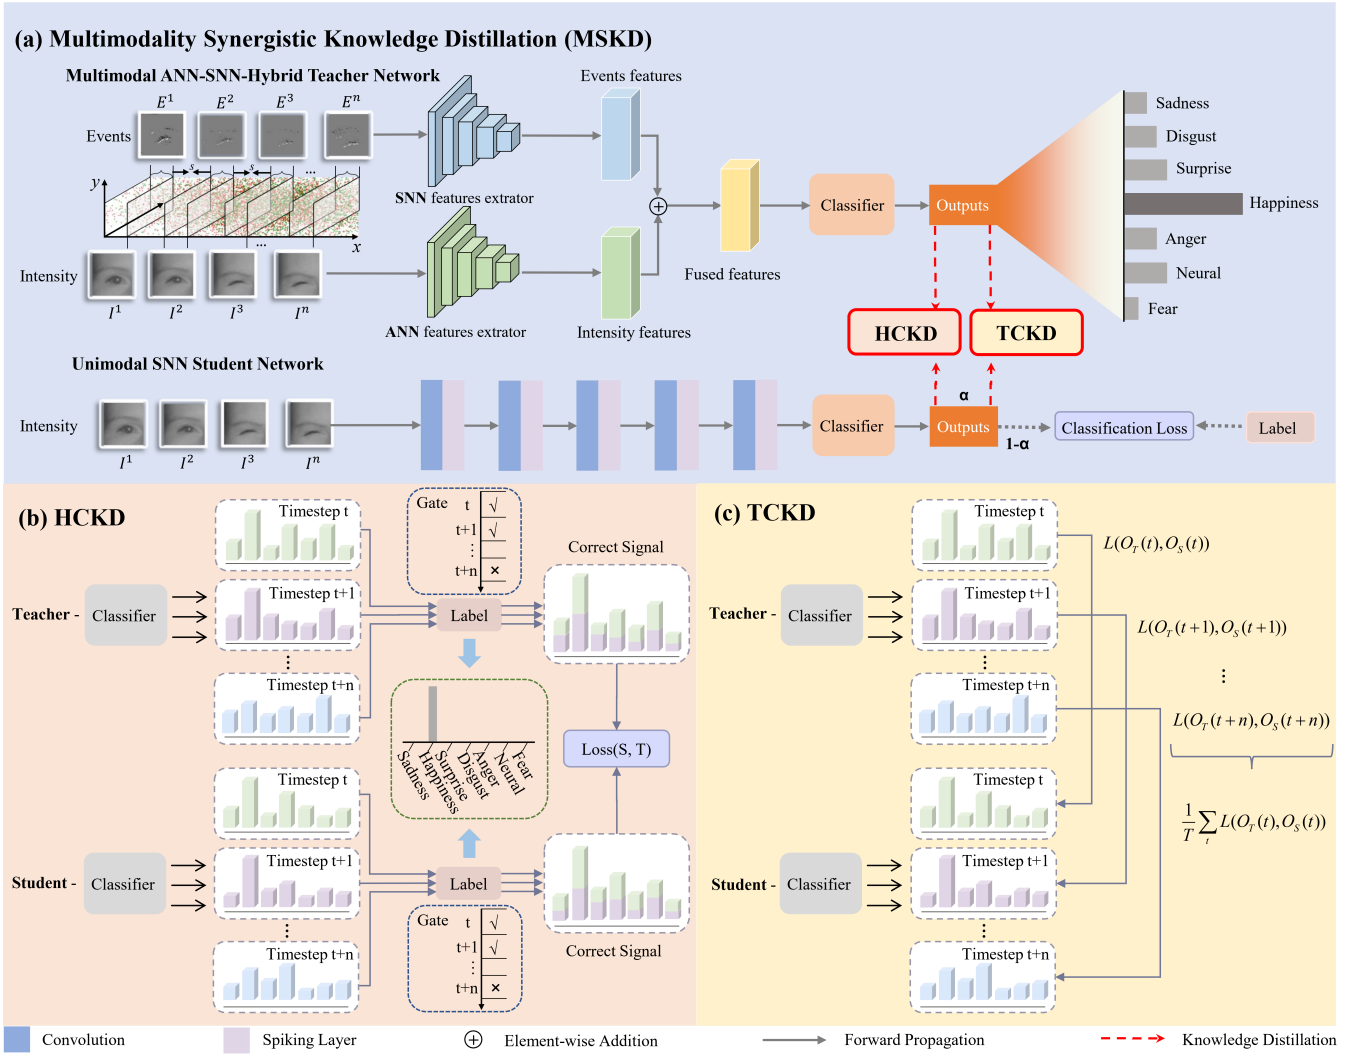 (a) Multimodality Synergistic Knowledge Distillation (MSKD)
Multimodal ANN-SNN-Hybrid Teacher Network
E¹ E² E³ Eⁿ
Events
s s ...
y
x
...
Intensity
I¹ I² I³ Iⁿ
SNN features extrator
ANN features extrator
Events features
Intensity features
Fused features
Classifier
Outputs
Sadness
Disgust
Surprise
Happiness
Anger
Neural
Fear
HCKD
TCKD
Unimodal SNN Student Network
Intensity
I¹ I² I³ Iⁿ
Classifier
Outputs
α
1-α
Classification Loss
Label
(b) HCKD
Teacher -
Classifier
Timestep t
Timestep t+1
⋮
Timestep t+n
Gate
t √
t+1 √
⋮
t+n ×
Label
Correct Signal
Sadness
Happiness
Surprise
Disgust
Anger
Neural
Fear
Loss(S, T)
Student -
Classifier
Timestep t
Timestep t+1
⋮
Timestep t+n
Label
Gate
t √
t+1 √
⋮
t+n ×
Correct Signal
(c) TCKD
Teacher -
Classifier
Timestep t
Timestep t+1
⋮
Timestep t+n
Student -
Classifier
Timestep t
Timestep t+1
⋮
Timestep t+n
L(O_T(t),O_S(t))
L(O_T(t+1),O_S(t+1))
⋮
L(O_T(t+n),O_S(t+n))
1/T ∑_t L(O_T(t),O_S(t))
Convolution
Spiking Layer
Element-wise Addition
Forward Propagation
Knowledge Distillation